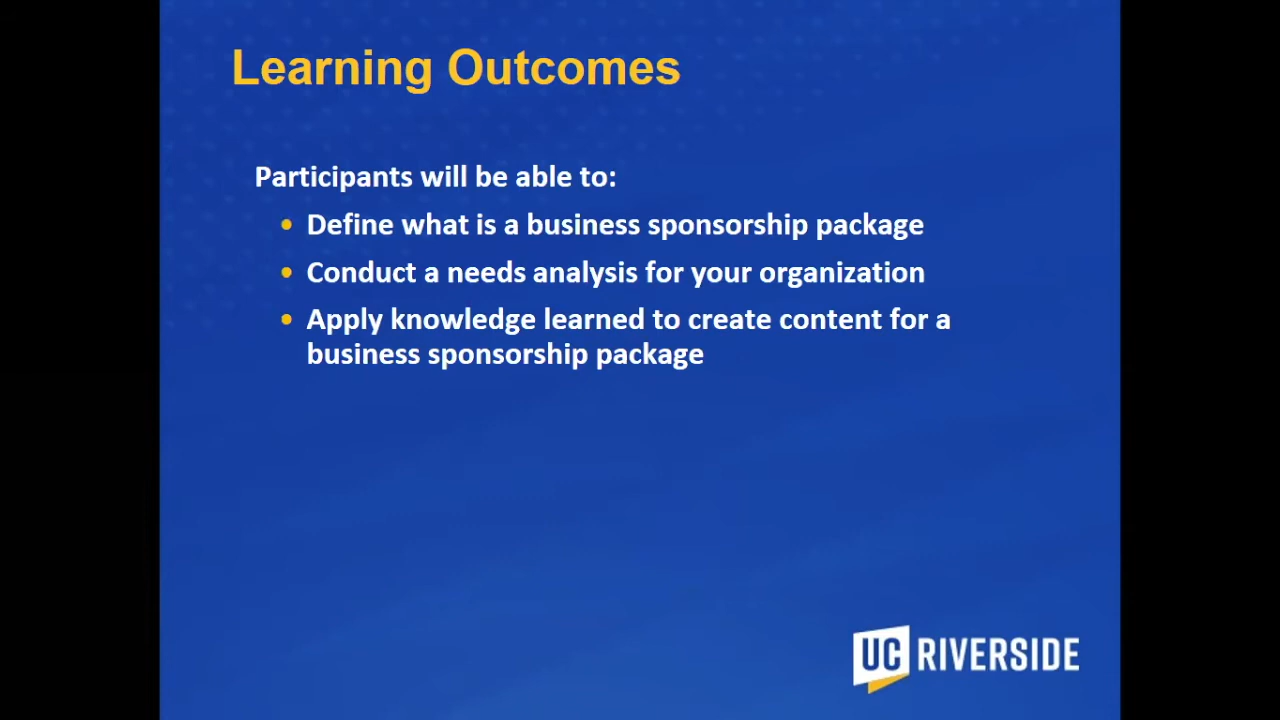 Learning Outcomes
Participants will be able to:
• Define what is a business sponsorship package
• Conduct a needs analysis for your organization
• Apply knowledge learned to create content for a
business sponsorship package
UC RIVERSIDE